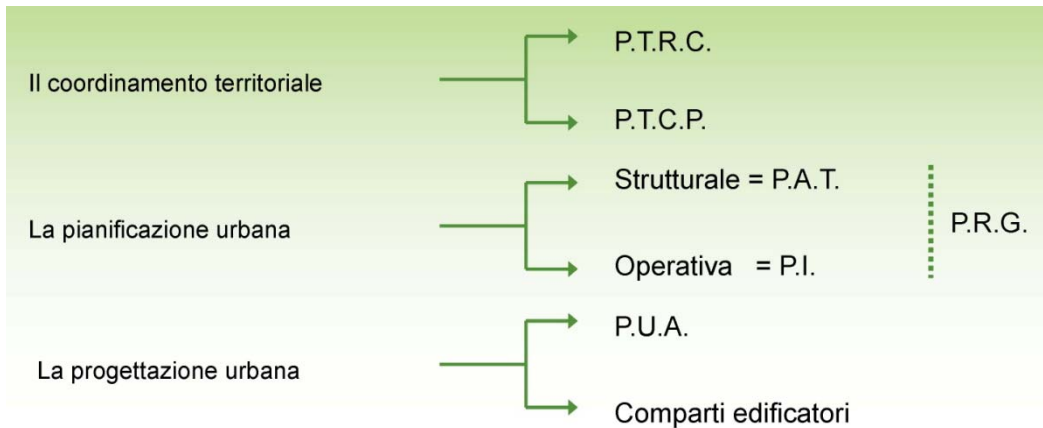 Il coordinamento territoriale
P.T.R.C.
P.T.C.P.
La pianificazione urbana
Strutturale = P.A.T.
Operativa = P.I.
P.R.G.
La progettazione urbana
P.U.A.
Comparti edificatori